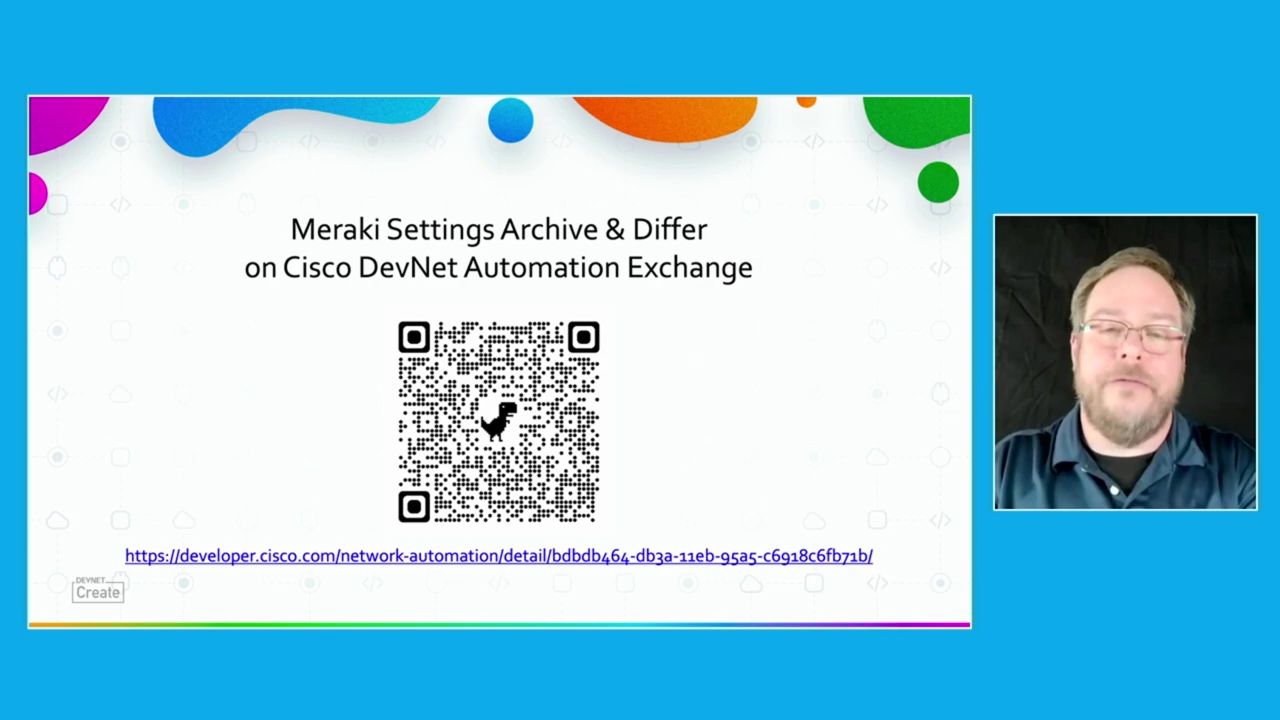 Meraki Settings Archive & Differ
on Cisco DevNet Automation Exchange
https://developer.cisco.com/network-automation/detail/bdbdb464-db3a-11eb-95a5-c6918c6fb71b/
DEVNET
Create